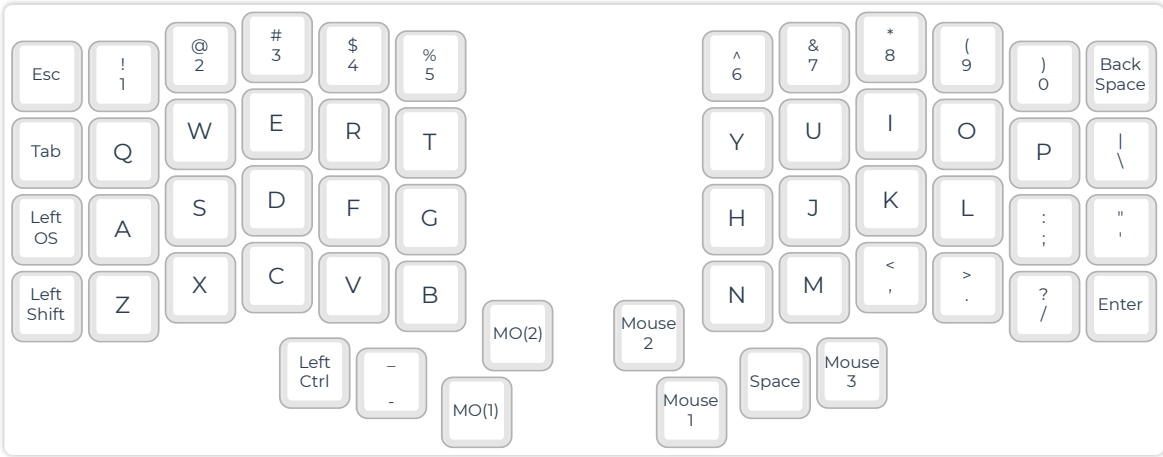 Esc
!
1
@
2
#
3
$
4
%
5
^
6
&
7
*
8
(
9
)
0
Back
Space
Tab
Q
W
E
R
T
Y
U
I
O
P
|
\
Left
OS
A
S
D
F
G
H
J
K
L
:
;
"
'
Left
Shift
Z
X
C
V
B
N
M
<
,
>
.
?
/
Enter
Left
Ctrl
_
-
MO(1)
MO(2)
Mouse
2
Mouse
1
Space
Mouse
3